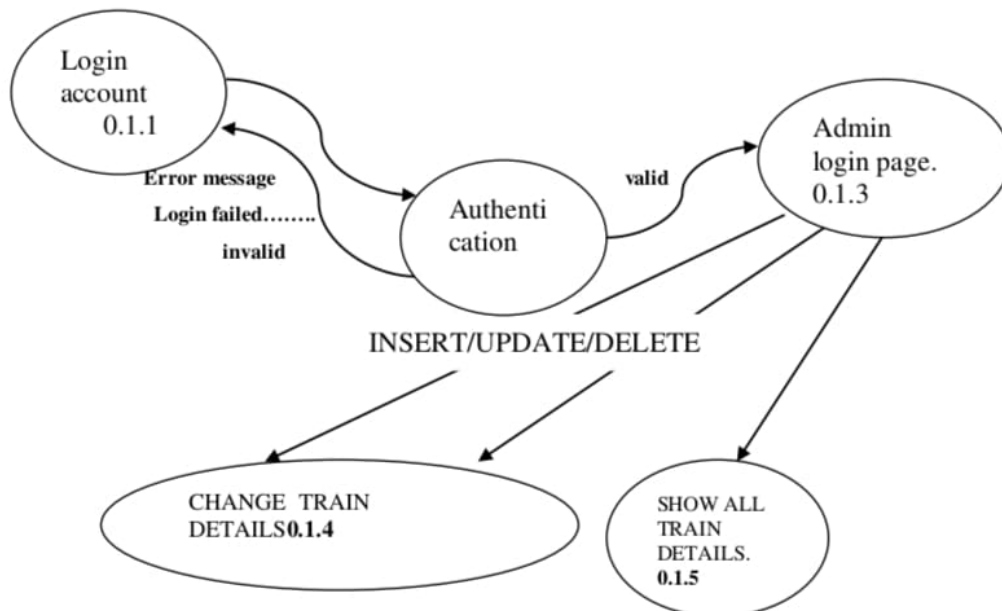 Login
account
0.1.1
Error message
Login failed........
invalid
Authenti
cation
valid
Admin
login page.
0.1.3
INSERT/UPDATE/DELETE
CHANGE TRAIN
DETAILS0.1.4
SHOW ALL
TRAIN
DETAILS.
0.1.5